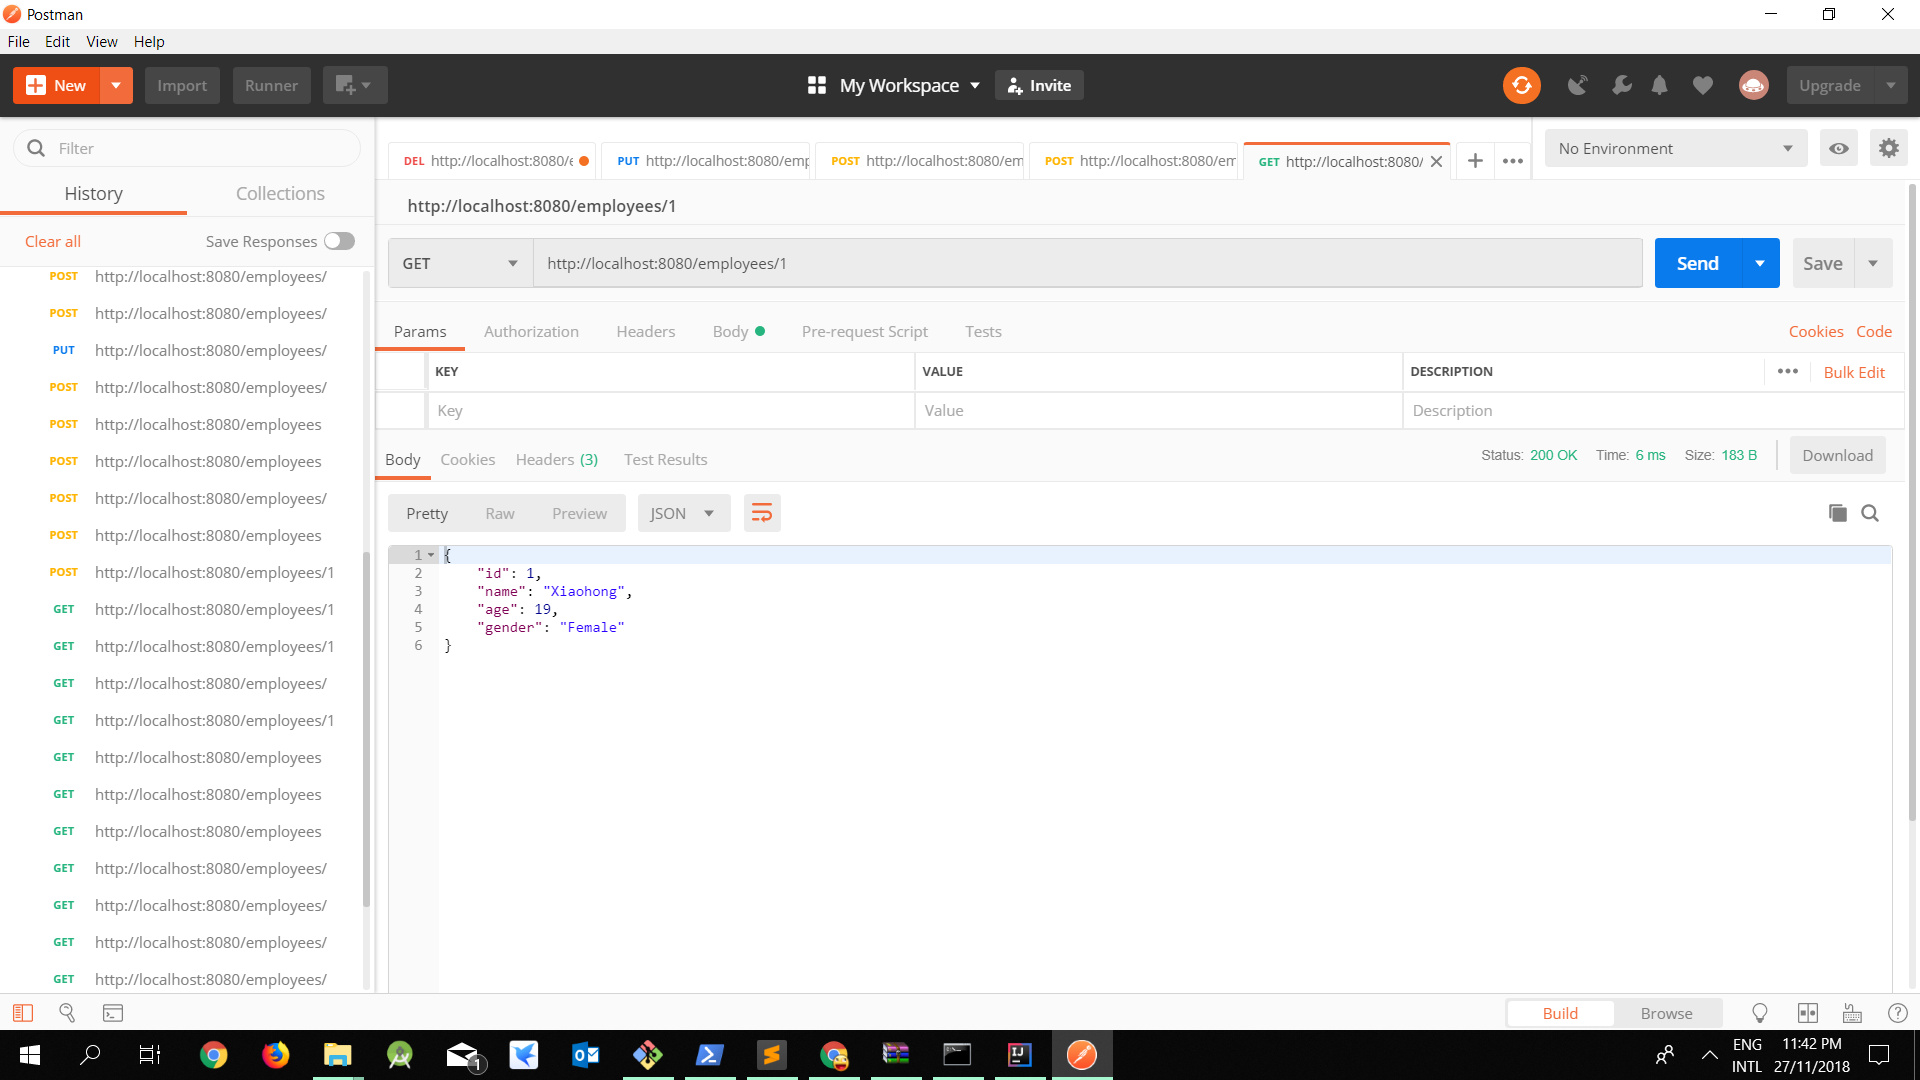 Postman
File Edit View Help
New Import Runner My Workspace Invite Upgrade
Filter
History Collections
Clear all Save Responses
POST http://localhost:8080/employees/
POST http://localhost:8080/employees/
PUT http://localhost:8080/employees/
POST http://localhost:8080/employees/
POST http://localhost:8080/employees
POST http://localhost:8080/employees
POST http://localhost:8080/employees/
POST http://localhost:8080/employees
POST http://localhost:8080/employees/1
GET http://localhost:8080/employees/1
GET http://localhost:8080/employees/1
GET http://localhost:8080/employees/
GET http://localhost:8080/employees/1
GET http://localhost:8080/employees
GET http://localhost:8080/employees
GET http://localhost:8080/employees
GET http://localhost:8080/employees/
GET http://localhost:8080/employees/
GET http://localhost:8080/employees/
GET http://localhost:8080/employees/
DEL http://localhost:8080/e PUT http://localhost:8080/emp POST http://localhost:8080/em POST http://localhost:8080/em GET http://localhost:8080/ No Environment
http://localhost:8080/employees/1
GET http://localhost:8080/employees/1 Send Save
Params Authorization Headers Body Pre-request Script Tests Cookies Code
KEY VALUE DESCRIPTION Bulk Edit
Key Value Description
Body Cookies Headers (3) Test Results Status: 200 OK Time: 6 ms Size: 183 B Download
Pretty Raw Preview JSON
1 {
2 "id": 1,
3 "name": "Xiaohong",
4 "age": 19,
5 "gender": "Female"
6 }
Build Browse
1 ENG 11:42 PM
INTL 27/11/2018